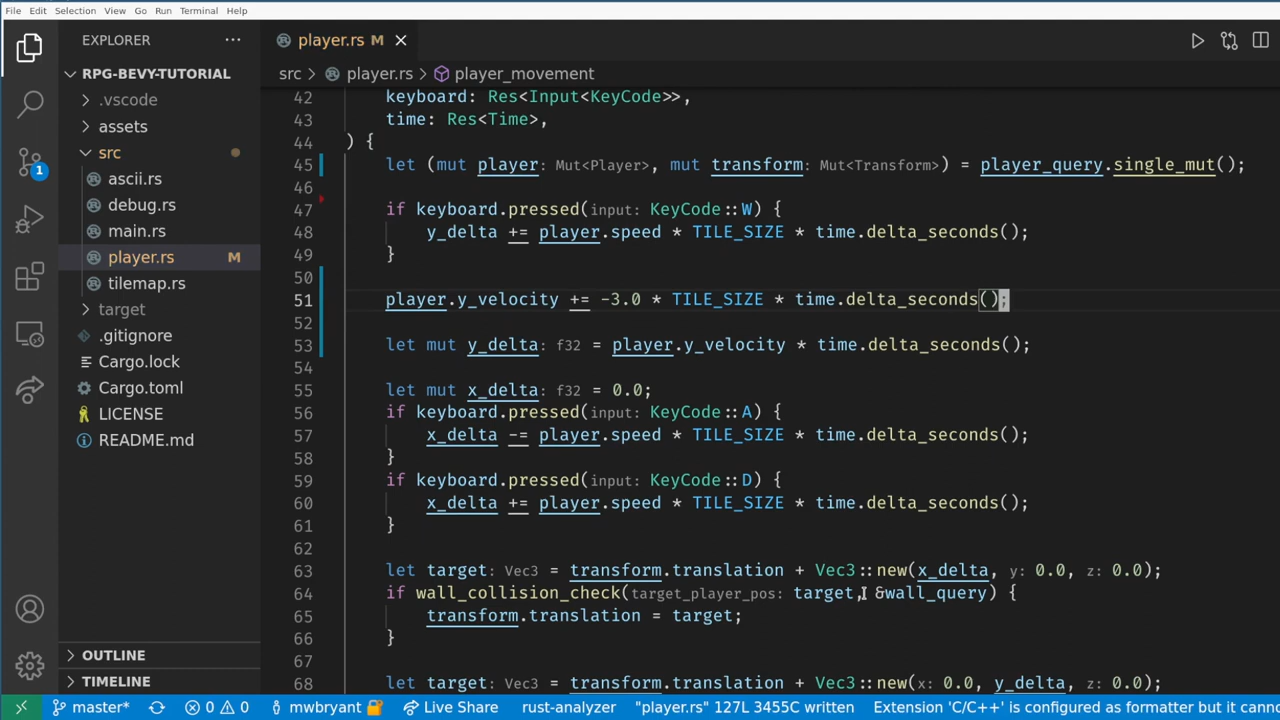 File Edit Selection View Go Run Terminal Help
EXPLORER ...
player.rs M
RPG-BEVY-TUTORIAL
src > player.rs > player_movement
.vscode
assets
src
ascii.rs
debug.rs
main.rs
player.rs M
tilemap.rs
target
.gitignore
Cargo.lock
Cargo.toml
LICENSE
README.md
42 keyboard: Res<Input<KeyCode>>,
43 time: Res<Time>,
44 ) {
45 let (mut player: Mut<Player>, mut transform: Mut<Transform>) = player_query.single_mut();
46
47 if keyboard.pressed(input: KeyCode::W) {
48 y_delta += player.speed * TILE_SIZE * time.delta_seconds();
49 }
50
51 player.y_velocity += -3.0 * TILE_SIZE * time.delta_seconds();
52
53 let mut y_delta: f32 = player.y_velocity * time.delta_seconds();
54
55 let mut x_delta: f32 = 0.0;
56 if keyboard.pressed(input: KeyCode::A) {
57 x_delta -= player.speed * TILE_SIZE * time.delta_seconds();
58 }
59 if keyboard.pressed(input: KeyCode::D) {
60 x_delta += player.speed * TILE_SIZE * time.delta_seconds();
61 }
62
63 let target: Vec3 = transform.translation + Vec3::new(x_delta, y: 0.0, z: 0.0);
64 if wall_collision_check(target_player_pos: target, &wall_query) {
65 transform.translation = target;
66 }
67
68 let target: Vec3 = transform.translation + Vec3::new(x: 0.0, y_delta, z: 0.0);
1
OUTLINE
TIMELINE
master* 0 0 mwbryant Live Share rust-analyzer "player.rs" 127L 3455C written Extension 'C/C++' is configured as formatter but it cannot